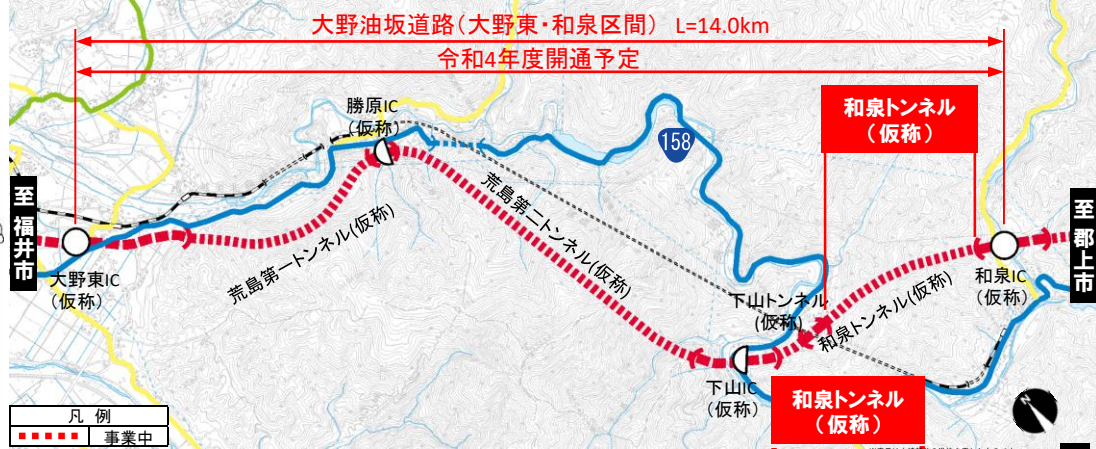 大野油坂道路(大野東・和泉区間) L=14.0km
令和4年度開通予定
勝原IC
(仮称)
和泉トンネル
(仮称)
158
至福井市
荒島第一トンネル(仮称)
荒島第二トンネル(仮称)
至郡上市
大野東IC
(仮称)
和泉IC
(仮称)
下山トンネル
(仮称)
和泉トンネル(仮称)
下山IC
(仮称)
和泉トンネル
(仮称)
N
凡 例
事業中